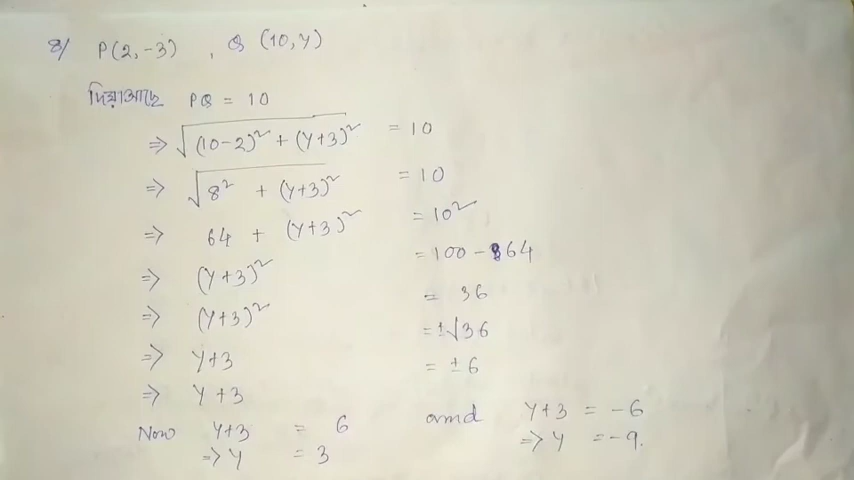 8/ P(2,-3) , Q (10,y)
দিয়াআছে PQ = 10
⇒ √(10-2)² + (y+3)² = 10
⇒ √8² + (y+3)² = 10
⇒ 64 + (y+3)² = 10²
⇒ (y+3)² = 100 - 64
⇒ (y+3)² = 36
⇒ y+3 = ±√36
⇒ y+3 = ±6
Now y+3 = 6 and y+3 = -6
⇒ y = 3 ⇒ y = -9.